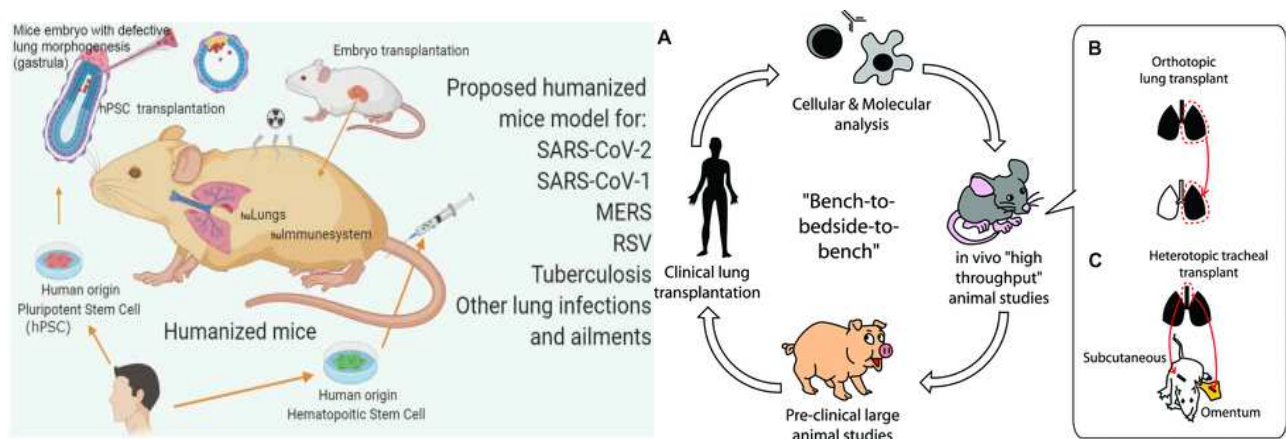 Mice embryo with defective
lung morphogenesis
(gastrula)
hPSC transplantation
Embryo transplantation
Proposed humanized
mice model for:
SARS-CoV-2
SARS-CoV-1
MERS
RSV
Tuberculosis
Other lung infections
and ailments
huLungs
huImmunesystem
Human origin
Pluripotent Stem Cell
(hPSC)
Humanized mice
Human origin
Hematopoitic Stem Cell
A
Cellular & Molecular
analysis
"Bench-to-
bedside-to-
bench"
in vivo "high
throughput"
animal studies
Clinical lung
transplantation
Pre-clinical large
animal studies
B
Orthotopic
lung transplant
C
Heterotopic tracheal
transplant
Subcutaneous
Omentum